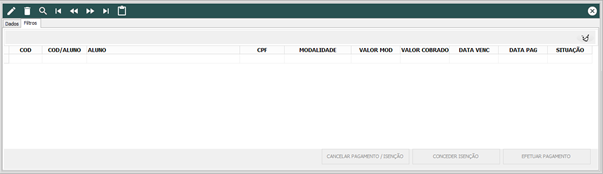 Dados Filtros
COD COD/ALUNO ALUNO CPF MODALIDADE VALOR MOD VALOR COBRADO DATA VENC DATA PAG SITUAÇÃO
CANCELAR PAGAMENTO / ISENÇÃO CONCEDER ISENÇÃO EFETUAR PAGAMENTO